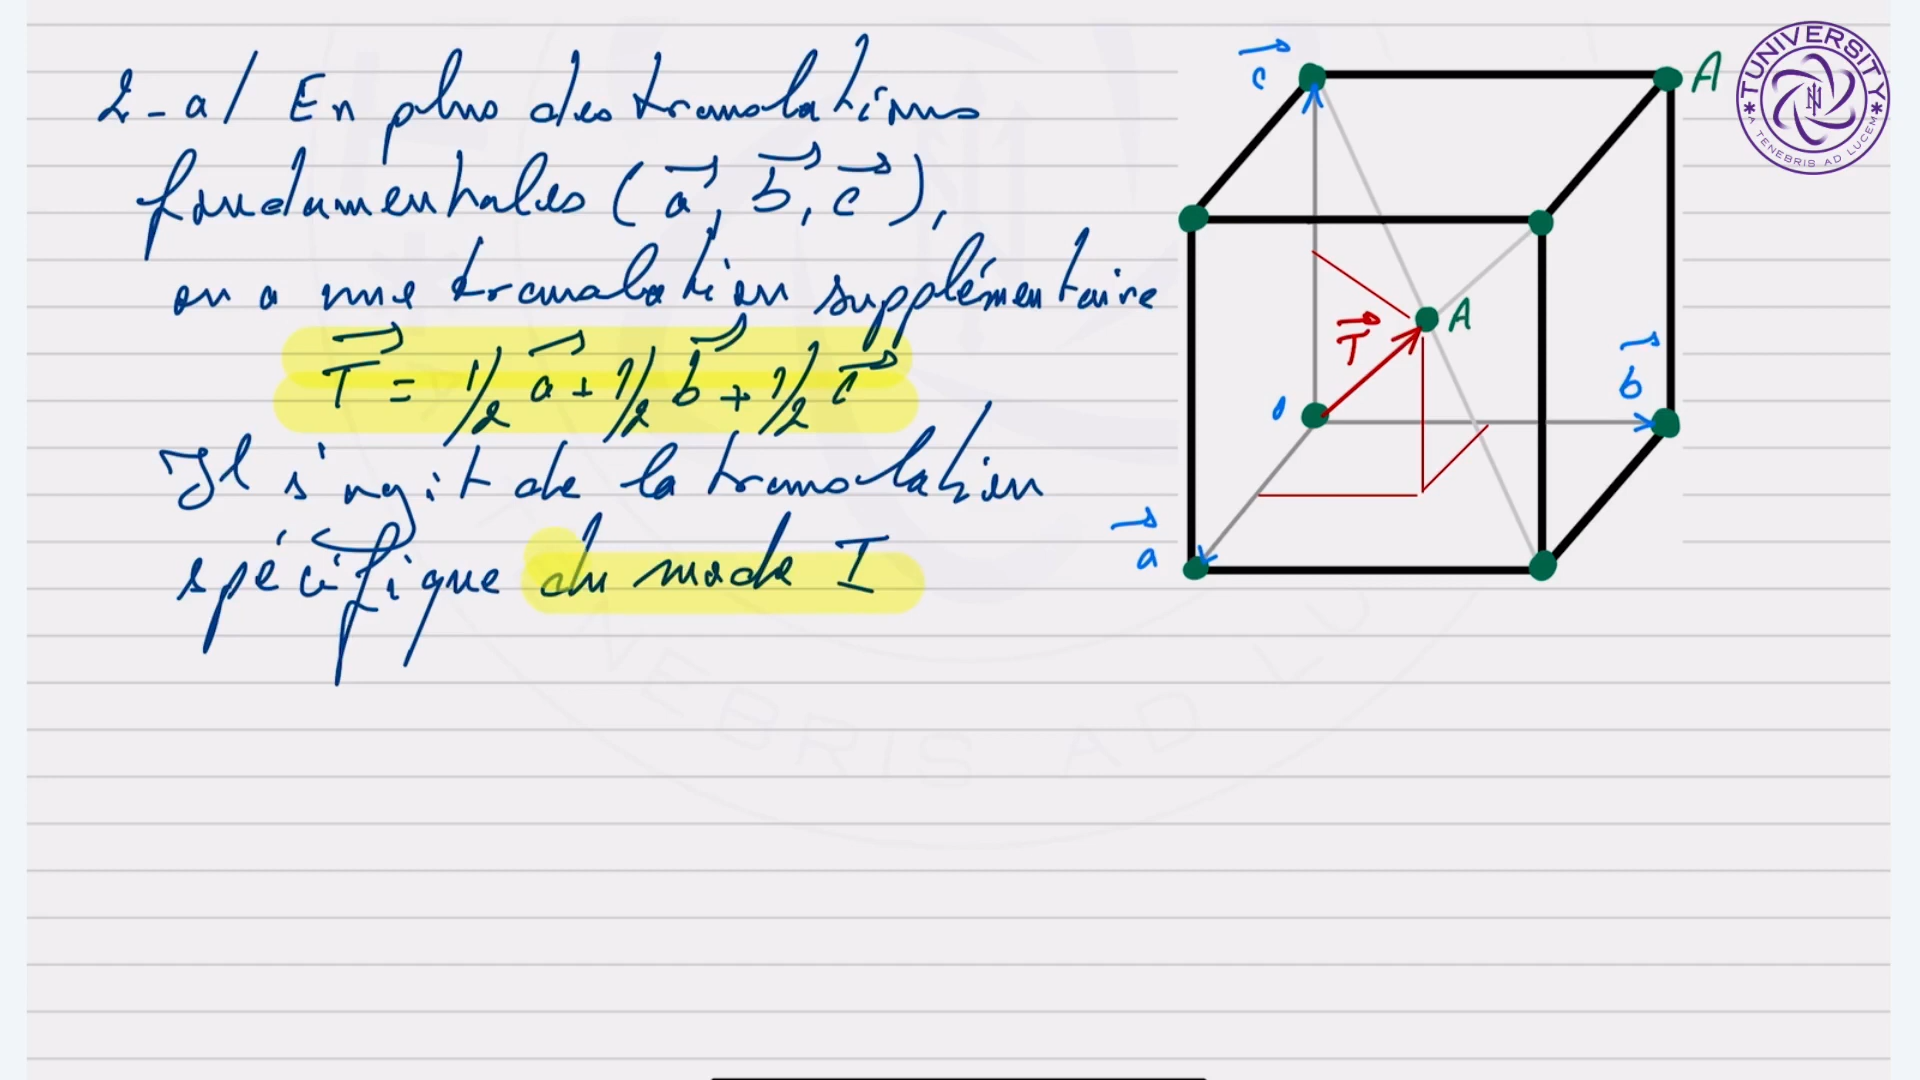 2-a/ En plus des translations
fondamentales (a, b, c),
on a une translation supplémentaire
T = 1/2 a + 1/2 b + 1/2 c
Il s'agit de la translation
spécifique du mode I
c
A
T
A
b
o
a
TUNIVERSITY
A TENEBRIS AD LUCEM